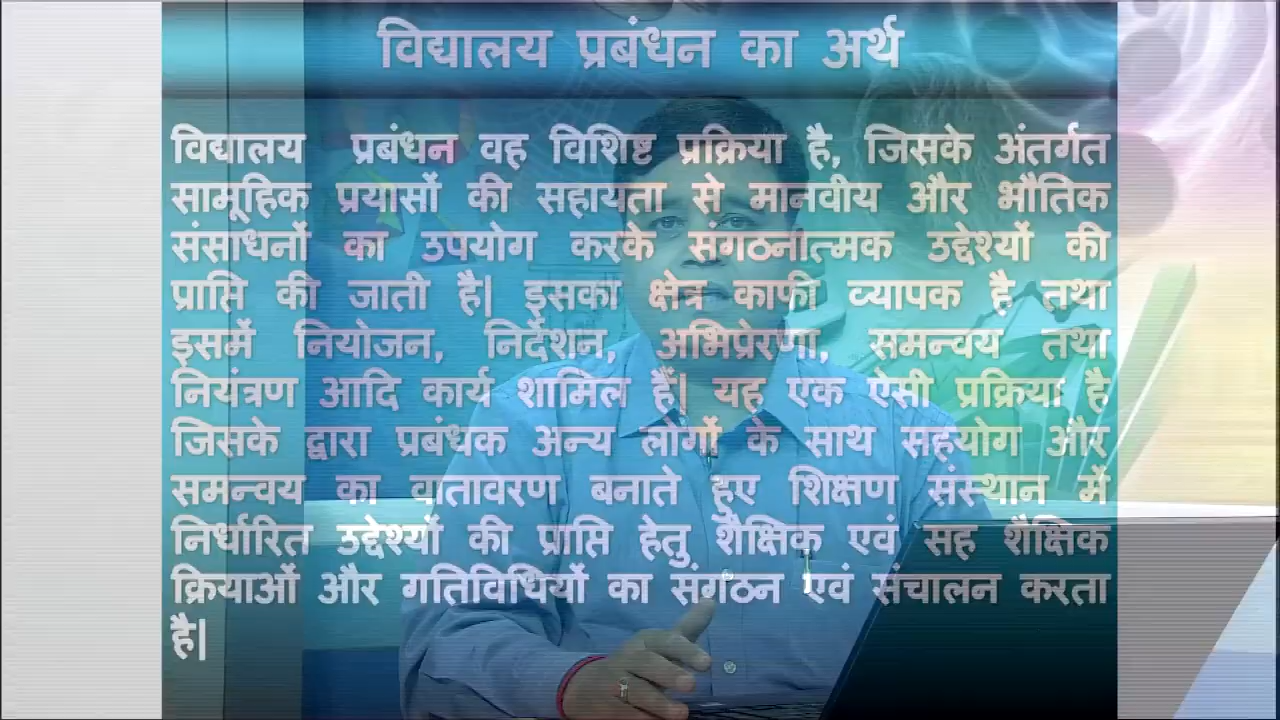 विद्यालय प्रबंधन का अर्थ
विद्यालय प्रबंधन वह विशिष्ट प्रक्रिया है, जिसके अंतर्गत
सामूहिक प्रयासों की सहायता से मानवीय और भौतिक
संसाधनों का उपयोग करके संगठनात्मक उद्देश्यों की
प्राप्ति की जाती है| इसका क्षेत्र काफी व्यापक है तथा
इसमें नियोजन, निर्देशन, अभिप्रेरणा, समन्वय तथा
नियंत्रण आदि कार्य शामिल हैं| यह एक ऐसी प्रक्रिया है
जिसके द्वारा प्रबंधक अन्य लोगों के साथ सहयोग और
समन्वय का वातावरण बनाते हुए शिक्षण संस्थान में
निर्धारित उद्देश्यों की प्राप्ति हेतु शैक्षिक एवं सह शैक्षिक
क्रियाओं और गतिविधियों का संगठन एवं संचालन करता
है|